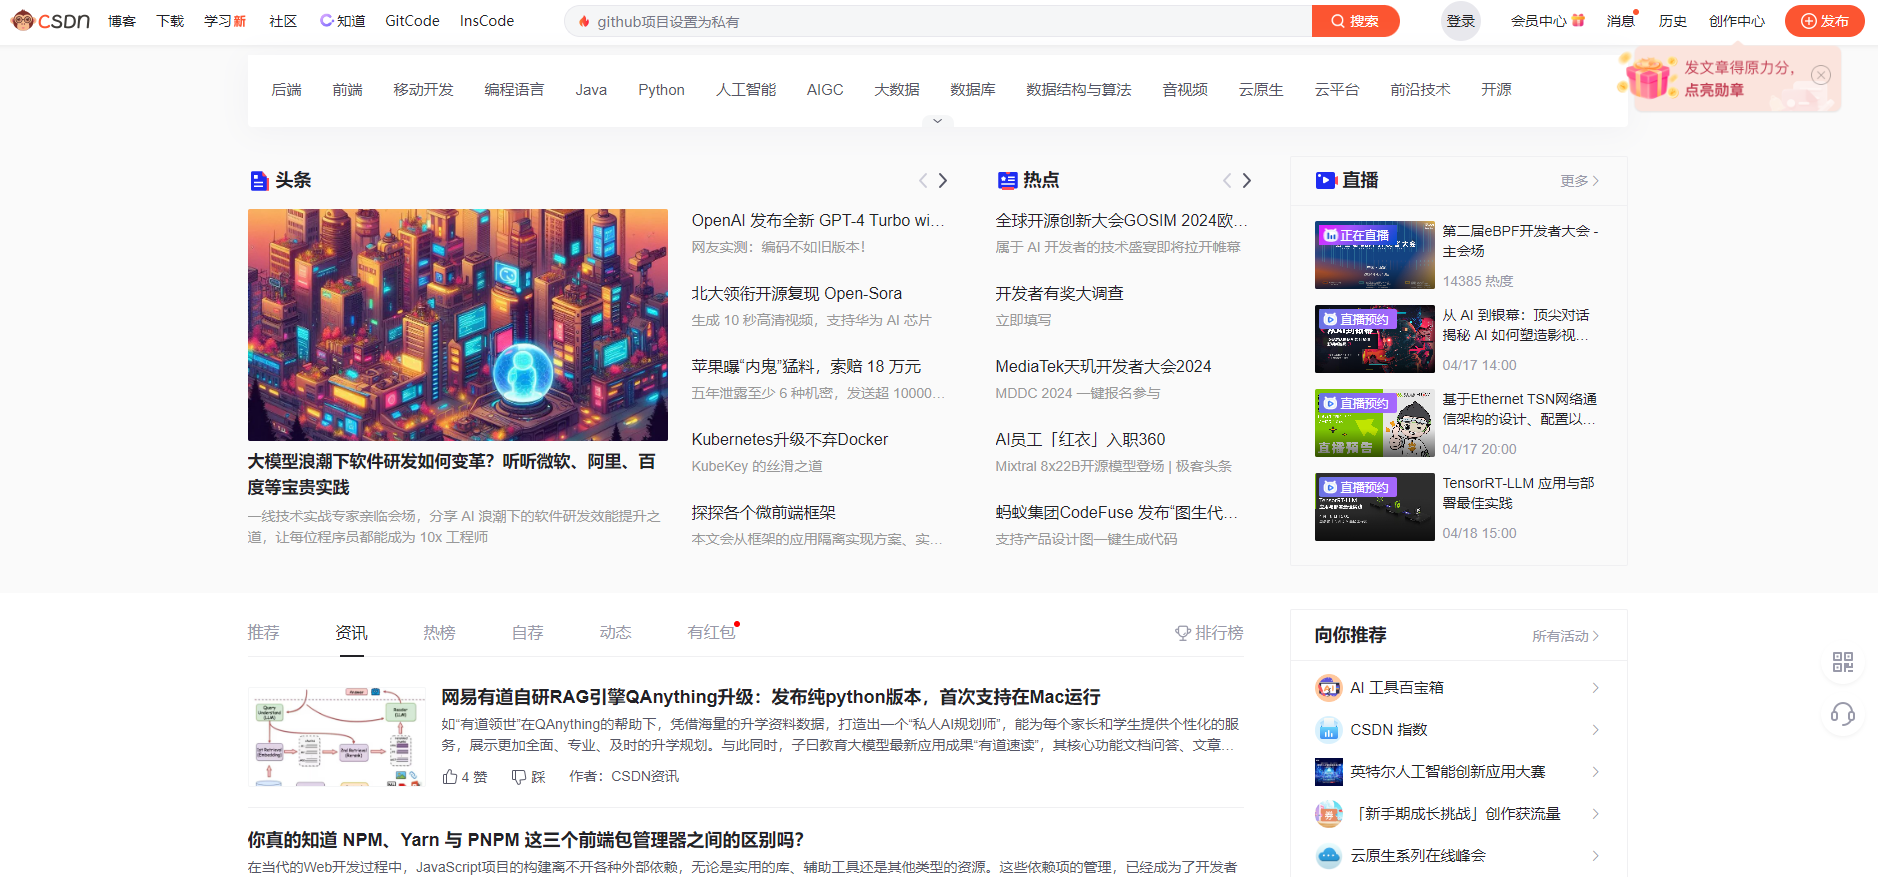 CSDN 博客 下载 学习新 社区 知道 GitCode InsCode github项目设置为私有 搜索 登录 会员中心 消息 历史 创作中心 发布
发文章得原力分，
点亮勋章
后端 前端 移动开发 编程语言 Java Python 人工智能 AIGC 大数据 数据库 数据结构与算法 音视频 云原生 云平台 前沿技术 开源
头条
大模型浪潮下软件研发如何变革？听听微软、阿里、百
度等宝贵实践
一线技术实战专家亲临会场，分享 AI 浪潮下的软件研发效能提升之
道，让每位程序员都能成为 10x 工程师
OpenAI 发布全新 GPT-4 Turbo wi...
网友实测：编码不如旧版本！
北大领衔开源复现 Open-Sora
生成 10 秒高清视频，支持华为 AI 芯片
苹果曝“内鬼”猛料，索赔 18 万元
五年泄露至少 6 种机密，发送超 10000...
Kubernetes升级不弃Docker
KubeKey 的丝滑之道
探探各个微前端框架
本文会从框架的应用隔离实现方案、实...
热点
全球开源创新大会GOSIM 2024欧...
属于 AI 开发者的技术盛宴即将拉开帷幕
开发者有奖大调查
立即填写
MediaTek天玑开发者大会2024
MDDC 2024 一键报名参与
AI员工「红衣」入职360
Mixtral 8x22B开源模型登场 | 极客头条
蚂蚁集团CodeFuse 发布“图生代...
支持产品设计图一键生成代码
直播 更多
正在直播
第二届eBPF开发者大会 -
主会场
14385 热度
直播预约
从 AI 到银幕：顶尖对话
揭秘 AI 如何塑造影视...
04/17 14:00
直播预约
直播预告
基于Ethernet TSN网络通
信架构的设计、配置以...
04/17 20:00
直播预约
TensorRT-LLM
TensorRT-LLM 应用与部
署最佳实践
04/18 15:00
推荐 资讯 热榜 自荐 动态 有红包 排行榜
Query
Understand
(LLM)
Reader
(LLM)
1st Retrieval
(Embedding)
2nd Retrieval
(Rerank)
网易有道自研RAG引擎QAnything升级：发布纯python版本，首次支持在Mac运行
如“有道领世”在QAnything的帮助下，凭借海量的升学资料数据，打造出一个“私人AI规划师”，能为每个家长和学生提供个性化的服
务，展示更加全面、专业、及时的升学规划。与此同时，子曰教育大模型最新应用成果“有道速读”，其核心功能文档问答、文章...
4 赞 踩 作者：CSDN资讯
你真的知道 NPM、Yarn 与 PNPM 这三个前端包管理器之间的区别吗？
在当代的Web开发过程中，JavaScript项目的构建离不开各种外部依赖，无论是实用的库、辅助工具还是其他类型的资源。这些依赖项的管理，已经成为了开发者
向你推荐 所有活动
AI 工具百宝箱
CSDN 指数
英特尔人工智能创新应用大赛
「新手期成长挑战」创作获流量
云原生系列在线峰会